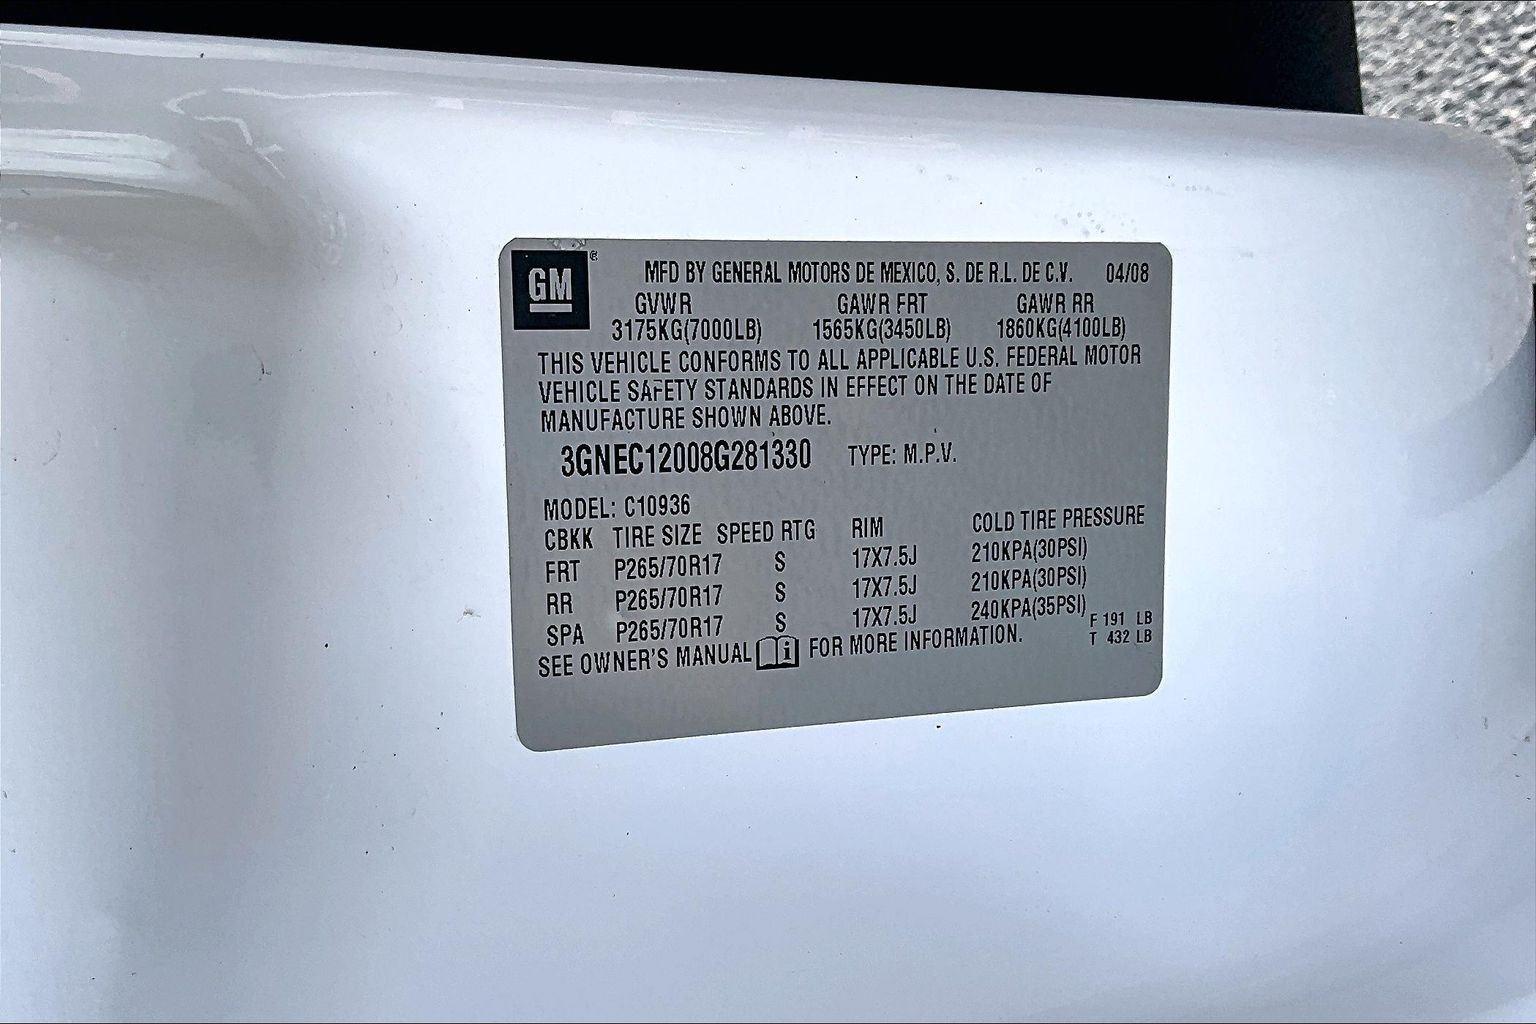 GM ® MFD BY GENERAL MOTORS DE MEXICO, S. DE R.L. DE C.V. 04/08
GVWR GAWR FRT GAWR RR
3175KG(7000LB) 1565KG(3450LB) 1860KG(4100LB)
THIS VEHICLE CONFORMS TO ALL APPLICABLE U.S. FEDERAL MOTOR
VEHICLE SAFETY STANDARDS IN EFFECT ON THE DATE OF
MANUFACTURE SHOWN ABOVE.
3GNEC12008G281330 TYPE: M.P.V.
MODEL: C10936
CBKK TIRE SIZE SPEED RTG RIM COLD TIRE PRESSURE
FRT P265/70R17 S 17X7.5J 210KPA(30PSI)
RR P265/70R17 S 17X7.5J 210KPA(30PSI)
SPA P265/70R17 S 17X7.5J 240KPA(35PSI) F 191 LB
SEE OWNER'S MANUAL i FOR MORE INFORMATION. T 432 LB